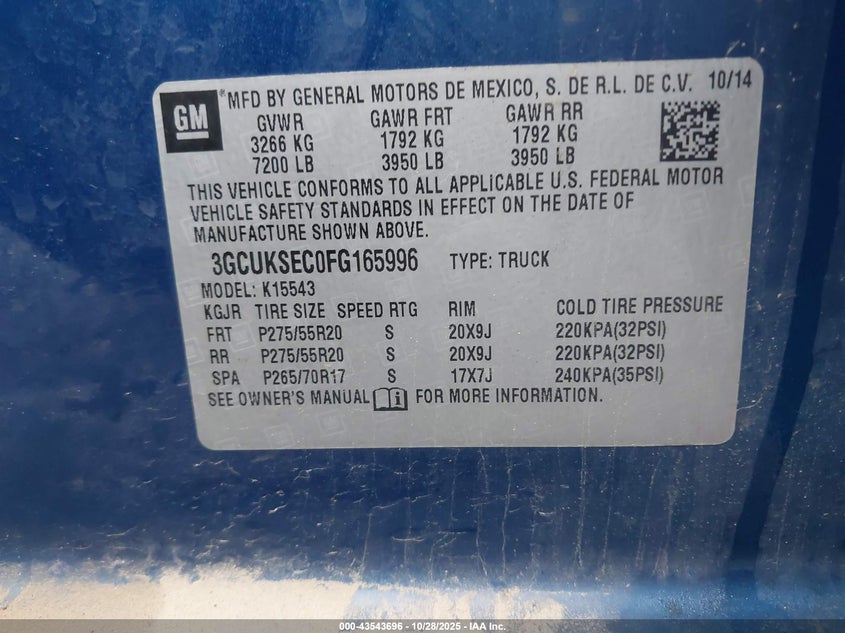 GM *MFD BY GENERAL MOTORS DE MEXICO, S. DE R.L. DE C.V. 10/14
GVWR GAWR FRT GAWR RR
3266 KG 1792 KG 1792 KG
7200 LB 3950 LB 3950 LB
THIS VEHICLE CONFORMS TO ALL APPLICABLE U.S. FEDERAL MOTOR
VEHICLE SAFETY STANDARDS IN EFFECT ON THE DATE OF
MANUFACTURE SHOWN ABOVE.
3GCUKSEC0FG165996 TYPE: TRUCK
MODEL: K15543
KGJR TIRE SIZE SPEED RTG RIM COLD TIRE PRESSURE
FRT P275/55R20 S 20X9J 220KPA(32PSI)
RR P275/55R20 S 20X9J 220KPA(32PSI)
SPA P265/70R17 S 17X7J 240KPA(35PSI)
SEE OWNER'S MANUAL FOR MORE INFORMATION.
000-43543696 - 10/28/2025 - IAA Inc.